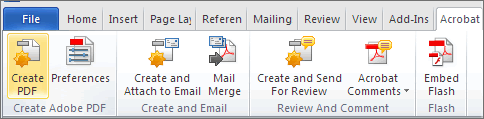 File Home Insert Page Lay Referen Mailing Review View Add-Ins Acrobat
Create PDF Preferences Create and Attach to Email Mail Merge Create and Send For Review Acrobat Comments Embed Flash
Create Adobe PDF Create and Email Review And Comment Flash